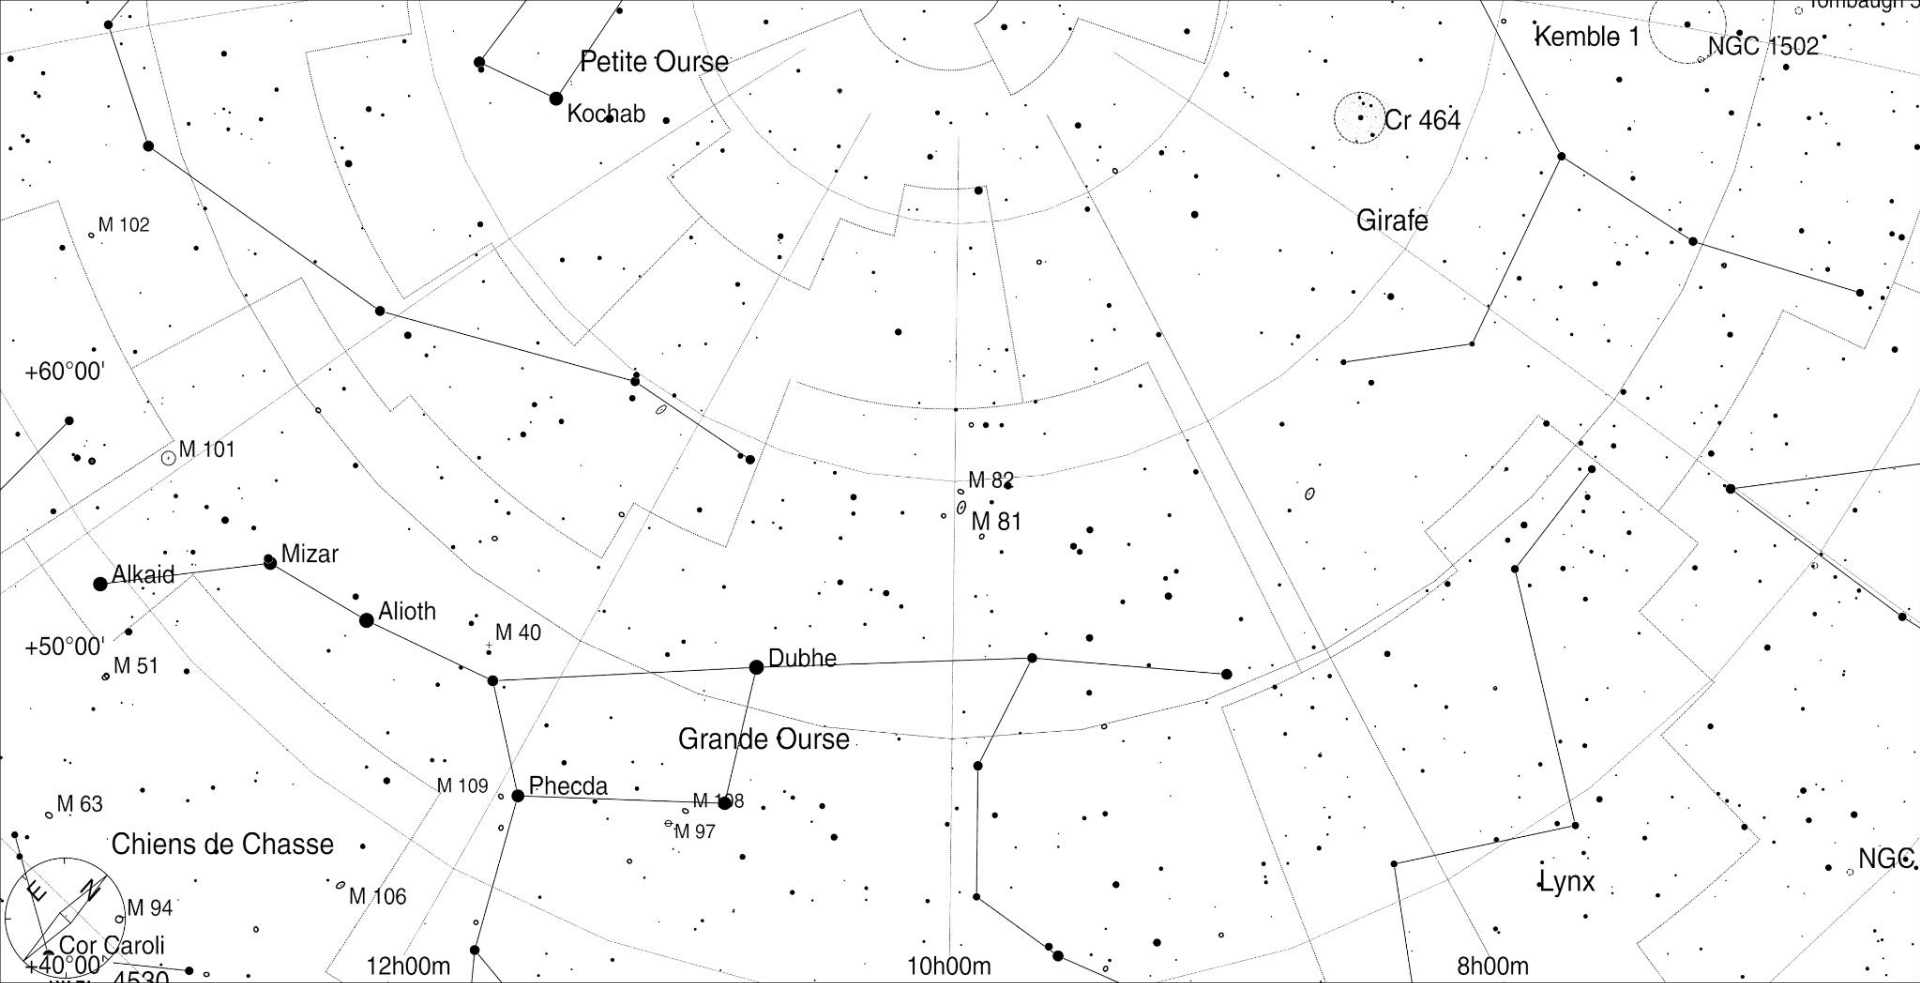 Tombaugh 5
Kemble 1
NGC 1502
Petite Ourse
Kochab
Cr 464
Girafe
M 102
+60°00'
M 101
M 82
M 81
Mizar
Alkaid
Alioth
M 40
+50°00'
M 51
Dubhe
Grande Ourse
M 109
Phecda
M 108
M 97
M 63
Chiens de Chasse
NGC
Lynx
E
N
M 106
M 94
Cor Caroli
+40°00'
12h00m
10h00m
8h00m
4530